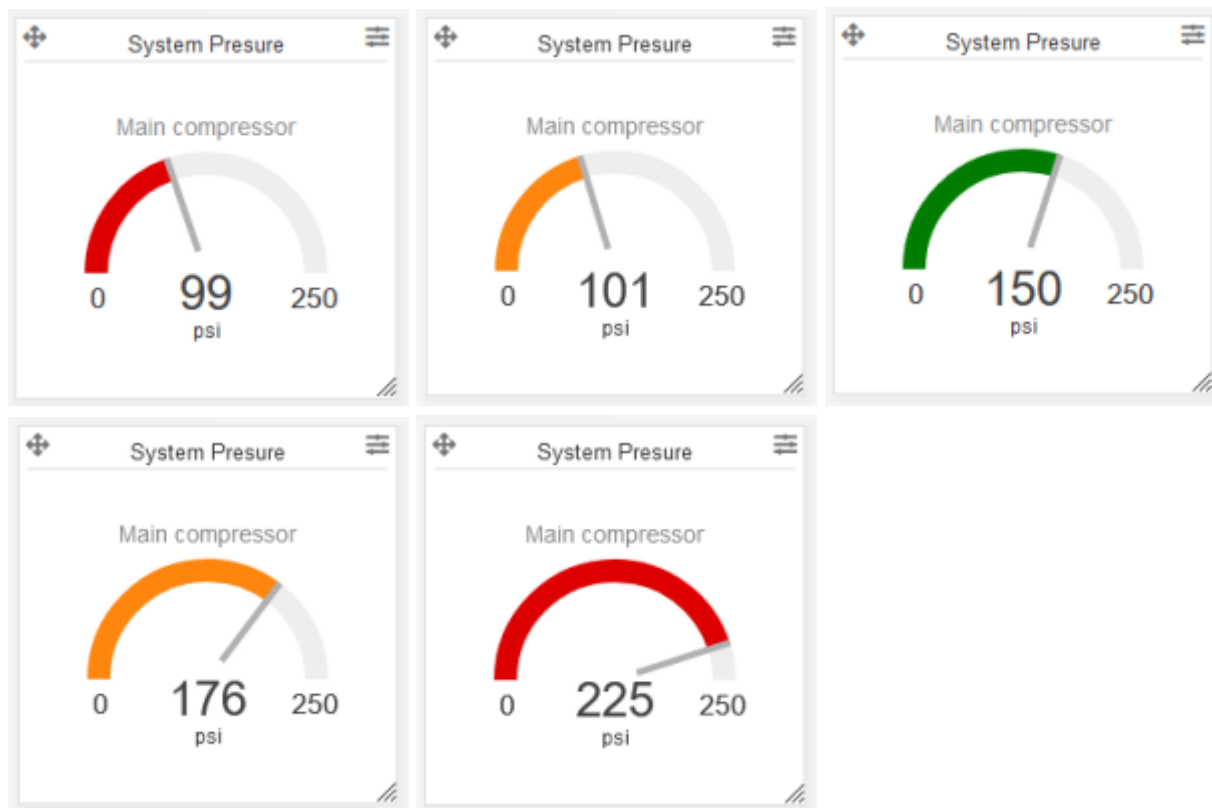 System Presure
Main compressor
0 99 250
psi
System Presure
Main compressor
0 101 250
psi
System Presure
Main compressor
0 150 250
psi
System Presure
Main compressor
0 176 250
psi
System Presure
Main compressor
0 225 250
psi